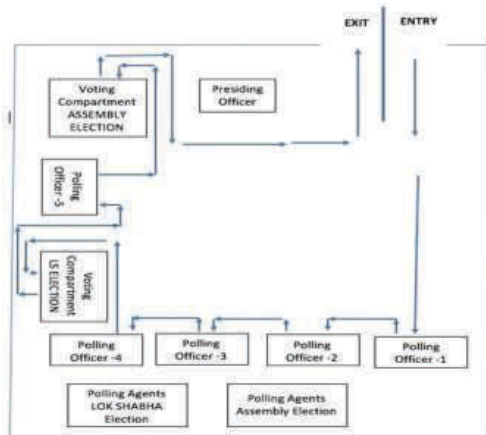 EXIT ENTRY
Voting
Compartment
ASSEMBLY
ELECTION
Presiding
Officer
Polling
Officer -5
Voting
Compartment
LS ELECTION
Polling
Officer -4
Polling
Officer -3
Polling
Officer -2
Polling
Officer -1
Polling Agents
LOK SHABHA
Election
Polling Agents
Assembly Election